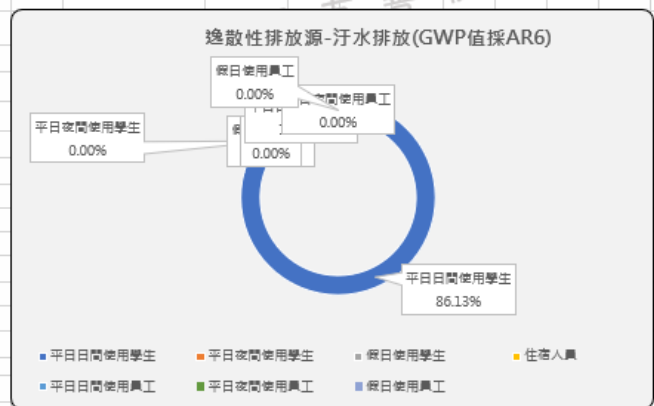 逸散性排放源-汙水排放(GWP值採AR6)
假日使用員工
0.00%
夜間使用員工
0.00%
平日夜間使用學生
0.00%
0.00%
平日日間使用學生
86.13%
平日日間使用學生
平日夜間使用學生
假日使用學生
住宿人員
平日日間使用員工
平日夜間使用員工
假日使用員工